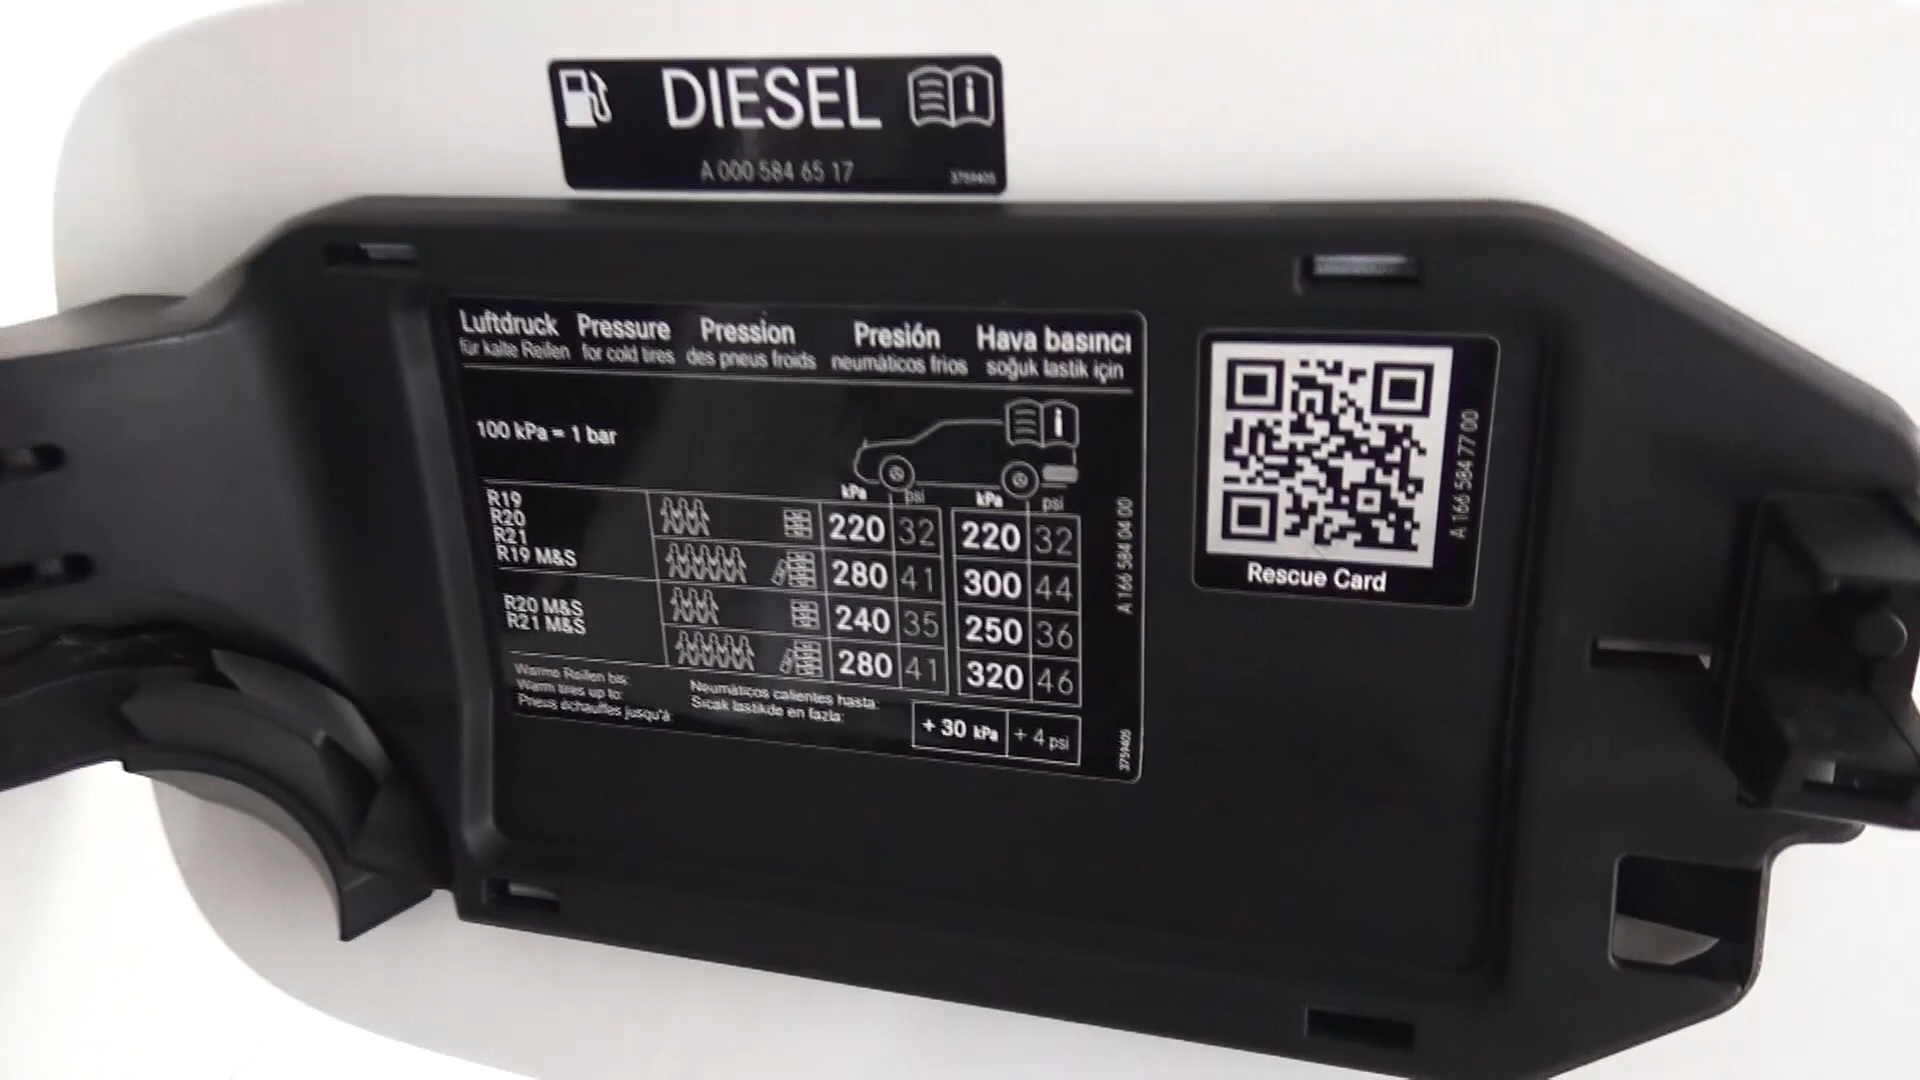 DIESEL
A 000 584 65 17
3759405
Luftdruck Pressure Pression Presión Hava basıncı
für kalte Reifen for cold tires des pneus froids neumáticos frios soğuk lastik için
100 kPa = 1 bar
kPa psi kPa psi
R19
R20
R21
R19 M&S
220 32 220 32
280 41 300 44
R20 M&S
R21 M&S
240 35 250 36
280 41 320 46
Warme Reifen bis:
Warm tires up to:
Pneus échauffés jusqu'à:
Neumáticos calientes hasta:
Sıcak lastikde en fazla:
+ 30 kPa + 4 psi
A 166 584 04 00
3759405
Rescue Card
A 166 584 77 00